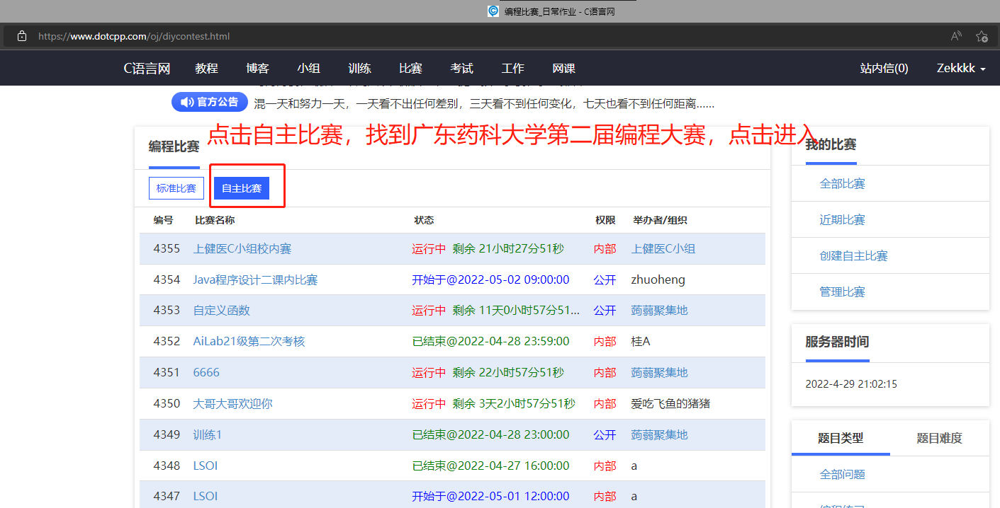 编程比赛_日常作业 - C语言网
https://www.dotcpp.com/oj/diycontest.html
C语言网 教程 博客 小组 训练 比赛 考试 工作 网课 站内信(0) Zekkkk
官方公告 混一天和努力一天，一天看不出任何差别，三天看不到任何变化，七天也看不到任何距离......
点击自主比赛，找到广东药科大学第二届编程大赛，点击进入
编程比赛
标准比赛 自主比赛
编号 比赛名称 状态 权限 举办者/组织
4355 上健医C小组校内赛 运行中 剩余 21小时27分51秒 内部 上健医C小组
4354 Java程序设计二课内比赛 开始于@2022-05-02 09:00:00 公开 zhuoheng
4353 自定义函数 运行中 剩余 11天0小时57分51... 公开 蒟蒻聚集地
4352 AiLab21级第二次考核 已结束@2022-04-28 23:59:00 内部 桂A
4351 6666 运行中 剩余 22小时57分51秒 内部 蒟蒻聚集地
4350 大哥大哥欢迎你 运行中 剩余 3天2小时57分51秒 内部 爱吃飞鱼的猪猪
4349 训练1 已结束@2022-04-28 23:00:00 公开 蒟蒻聚集地
4348 LSOI 已结束@2022-04-27 16:00:00 内部 a
4347 LSOI 开始于@2022-05-01 12:00:00 内部 a
我的比赛
全部比赛
近期比赛
创建自主比赛
管理比赛
服务器时间
2022-4-29 21:02:15
题目类型 题目难度
全部问题